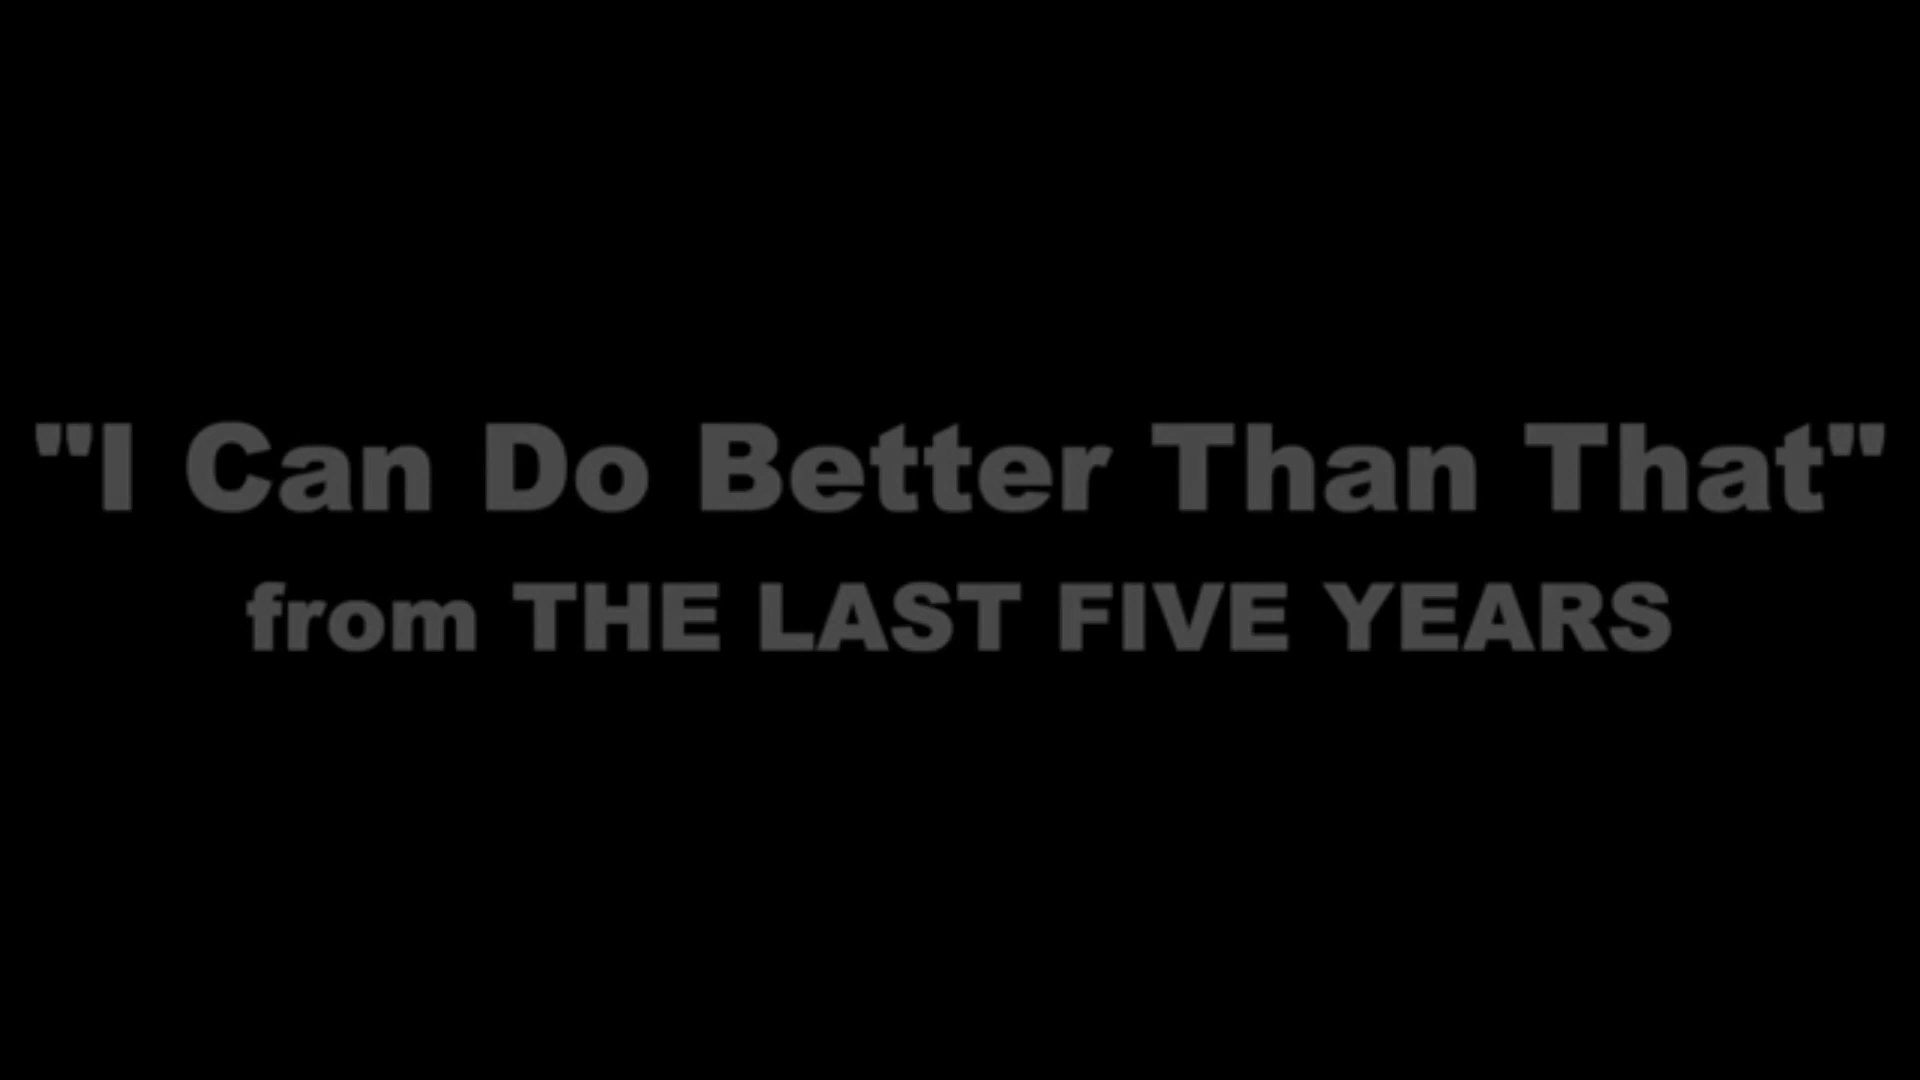 "I Can Do Better Than That"
from THE LAST FIVE YEARS